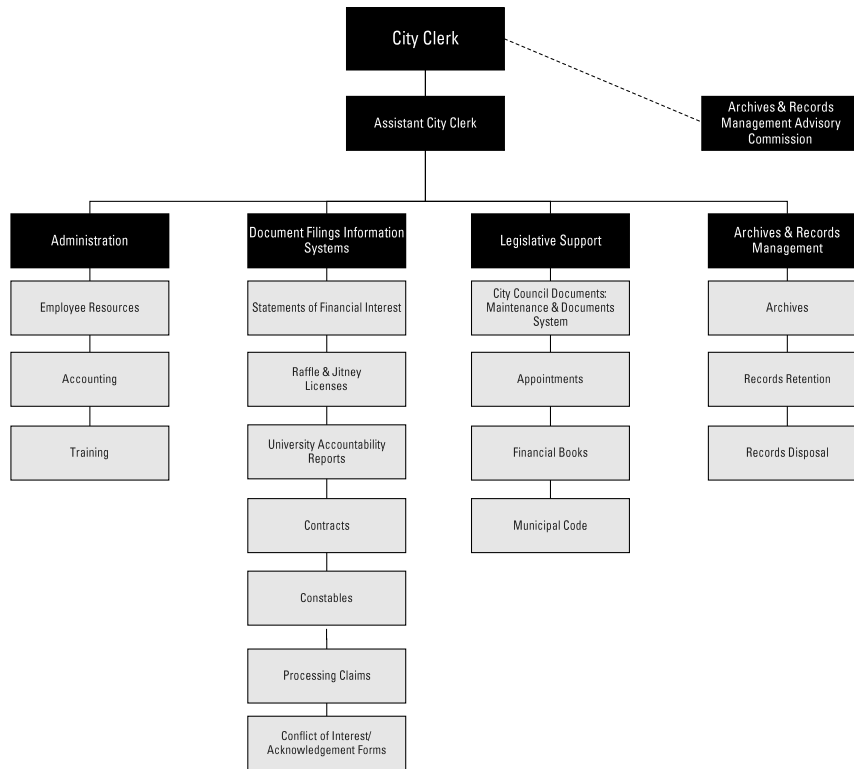 City Clerk
Assistant City Clerk
Archives & Records
Management Advisory
Commission
Administration
Employee Resources
Accounting
Training
Document Filings Information
Systems
Statements of Financial Interest
Raffle & Jitney
Licenses
University Accountability
Reports
Contracts
Constables
Processing Claims
Conflict of Interest/
Acknowledgement Forms
Legislative Support
City Council Documents:
Maintenance & Documents
System
Appointments
Financial Books
Municipal Code
Archives & Records
Management
Archives
Records Retention
Records Disposal